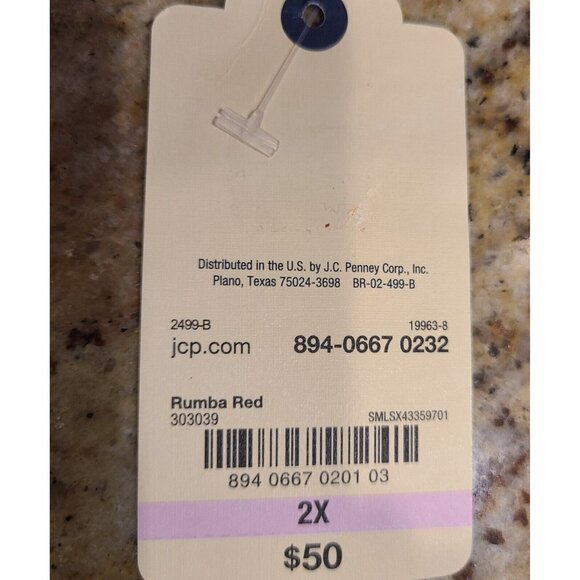 Distributed in the U.S. by J.C. Penney Corp., Inc.
Plano, Texas 75024-3698 BR-02-499-B
2499-B 19963-8
jcp.com 894-0667 0232
Rumba Red
303039 SMLSX43359701
894 0667 0201 03
2X
$50